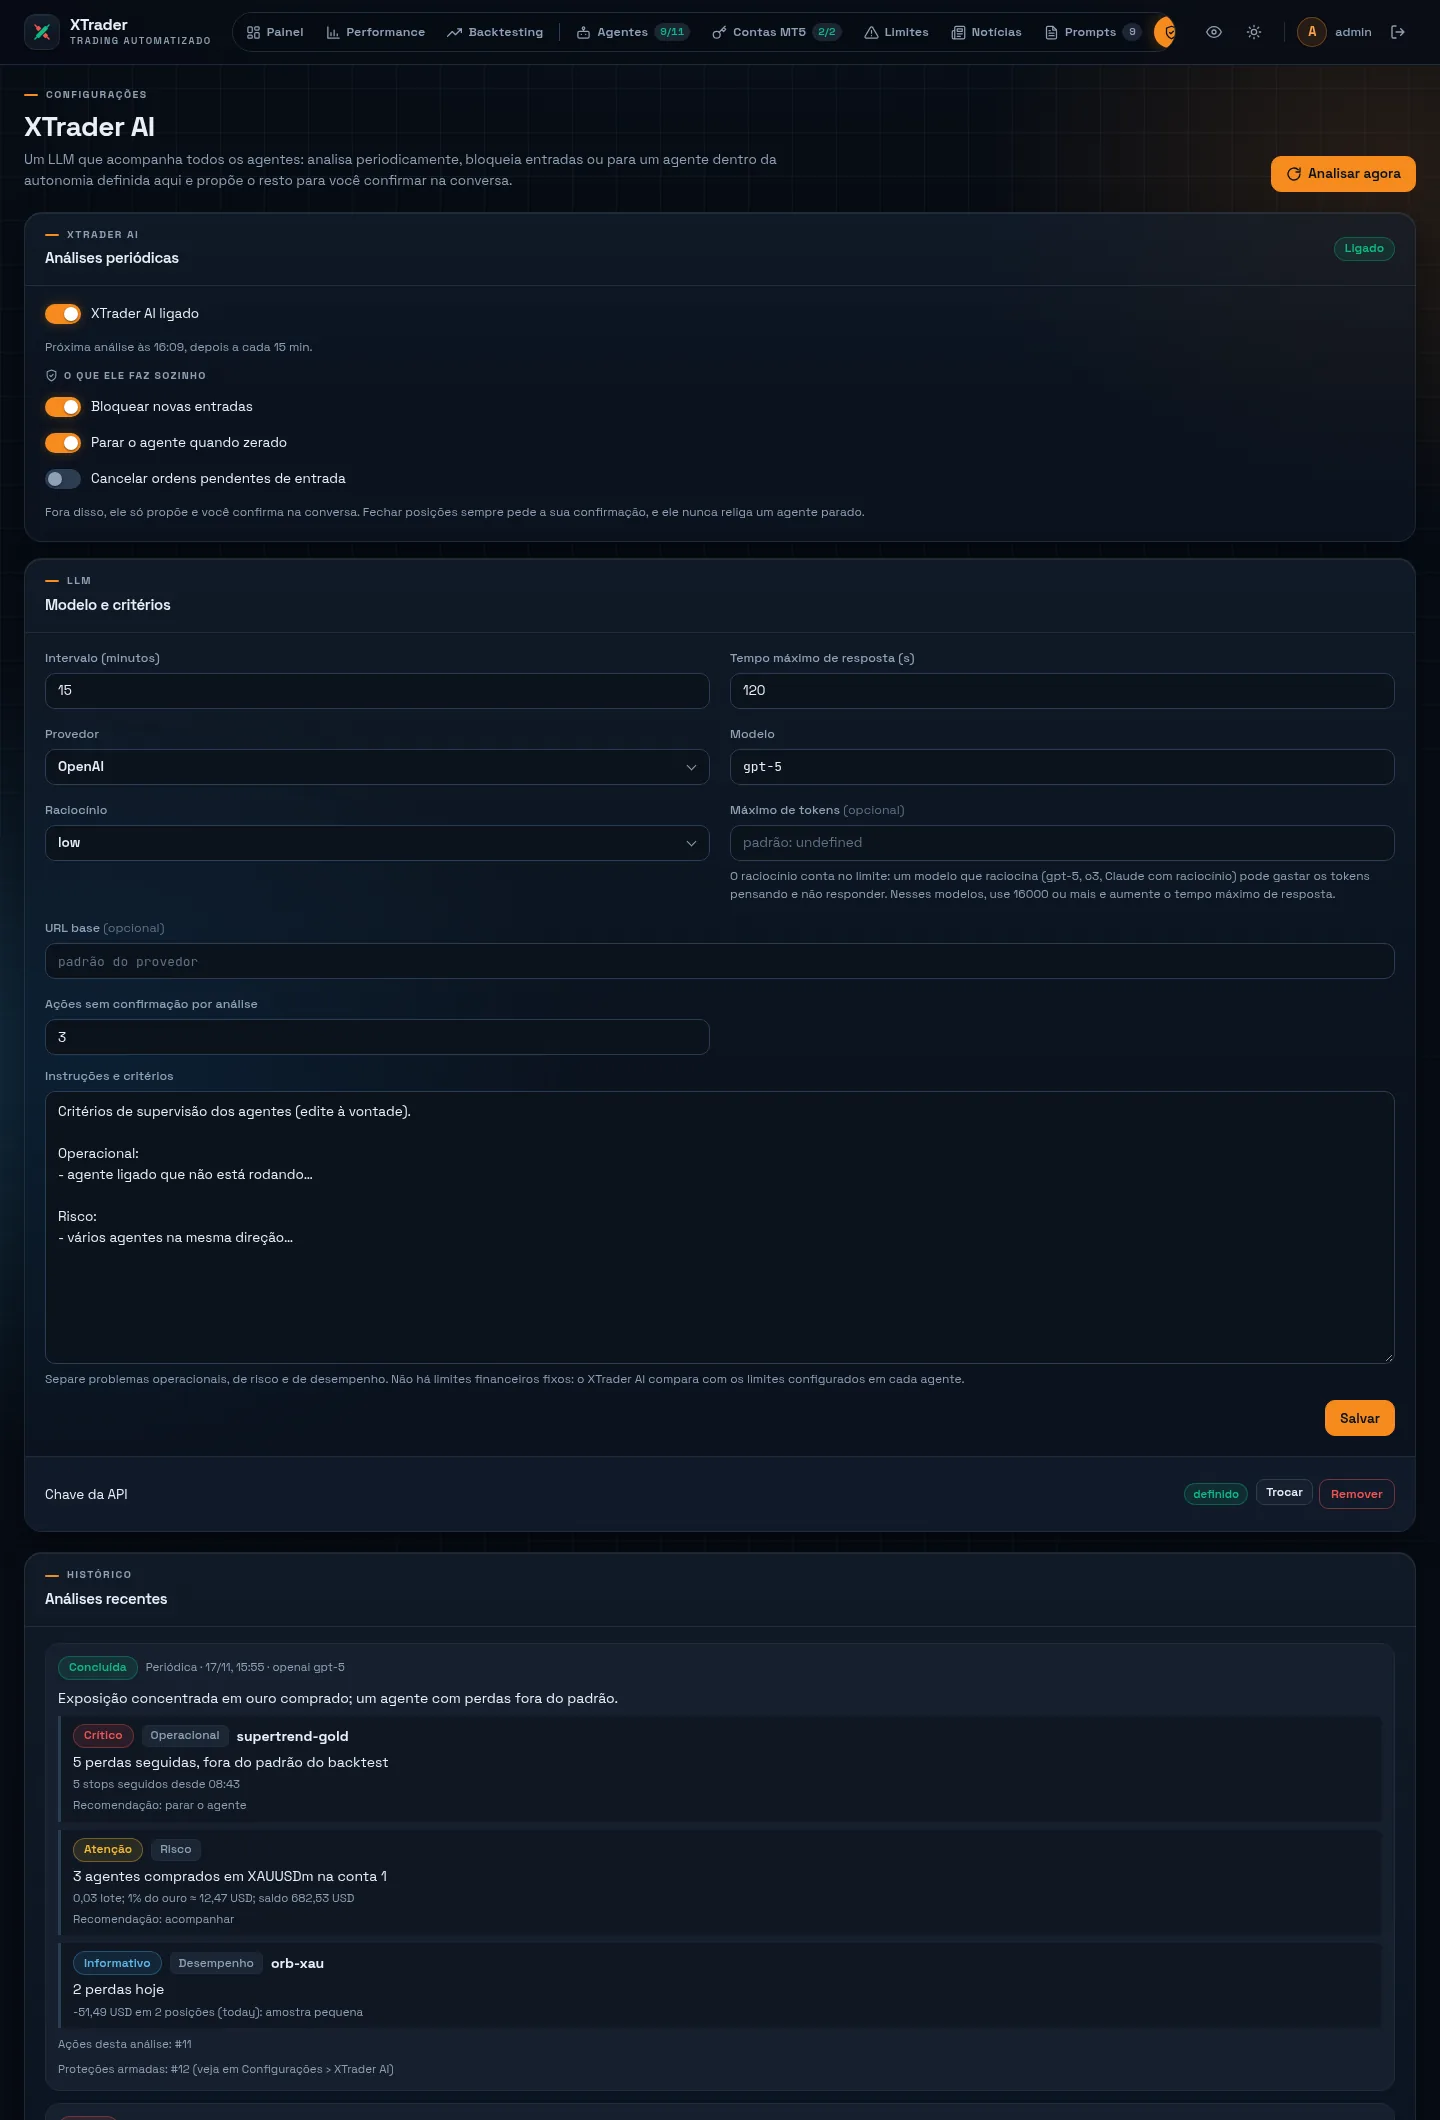 XTrader
TRADING AUTOMATIZADO
Painel
Performance
Backtesting
Agentes 9/11
Contas MT5 2/2
Limites
Notícias
Prompts 9
A admin
CONFIGURAÇÕES
XTrader AI
Um LLM que acompanha todos os agentes: analisa periodicamente, bloqueia entradas ou para um agente dentro da
autonomia definida aqui e propõe o resto para você confirmar na conversa.
Analisar agora
XTRADER AI
Análises periódicas
Ligado
XTrader AI ligado
Próxima análise às 16:09, depois a cada 15 min.
O QUE ELE FAZ SOZINHO
Bloquear novas entradas
Parar o agente quando zerado
Cancelar ordens pendentes de entrada
Fora disso, ele só propõe e você confirma na conversa. Fechar posições sempre pede a sua confirmação, e ele nunca religa um agente parado.
LLM
Modelo e critérios
Intervalo (minutos)
15
Tempo máximo de resposta (s)
120
Provedor
OpenAI
Modelo
gpt-5
Raciocínio
low
Máximo de tokens (opcional)
padrão: undefined
O raciocínio conta no limite: um modelo que raciocina (gpt-5, o3, Claude com raciocínio) pode gastar os tokens
pensando e não responder. Nesses modelos, use 16000 ou mais e aumente o tempo máximo de resposta.
URL base (opcional)
padrão do provedor
Ações sem confirmação por análise
3
Instruções e critérios
Critérios de supervisão dos agentes (edite à vontade).
Operacional:
- agente ligado que não está rodando…
Risco:
- vários agentes na mesma direção…
Separe problemas operacionais, de risco e de desempenho. Não há limites financeiros fixos: o XTrader AI compara com os limites configurados em cada agente.
Salvar
Chave da API
definido
Trocar
Remover
HISTÓRICO
Análises recentes
Concluída Periódica · 17/11, 15:55 · openai gpt-5
Exposição concentrada em ouro comprado; um agente com perdas fora do padrão.
Crítico Operacional supertrend-gold
5 perdas seguidas, fora do padrão do backtest
5 stops seguidos desde 08:43
Recomendação: parar o agente
Atenção Risco
3 agentes comprados em XAUUSDm na conta 1
0,03 lote; 1% do ouro ≈ 12,47 USD; saldo 682,53 USD
Recomendação: acompanhar
Informativo Desempenho orb-xau
2 perdas hoje
-51,49 USD em 2 posições (today): amostra pequena
Ações desta análise: #11
Proteções armadas: #12 (veja em Configurações > XTrader AI)